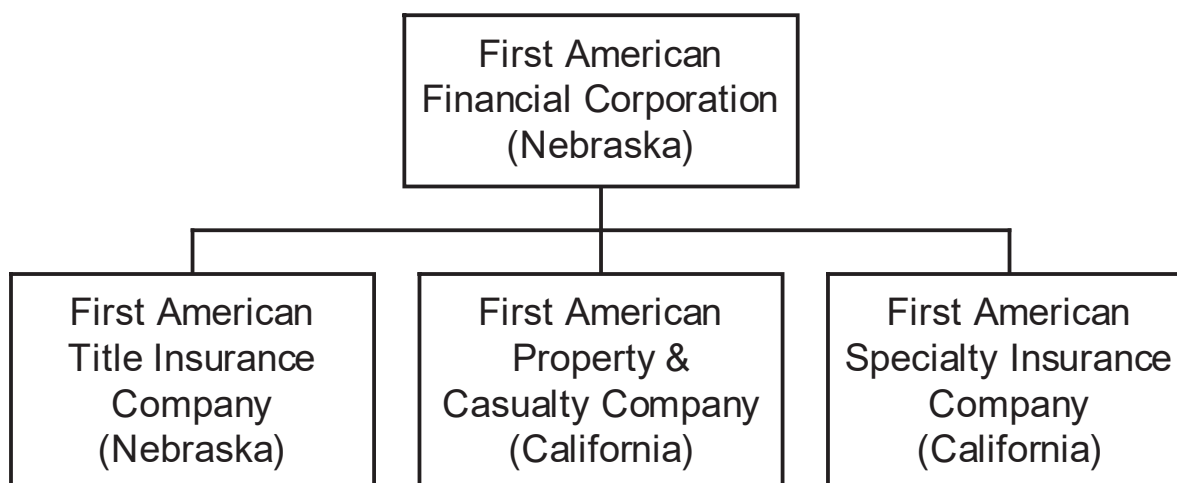 First American
Financial Corporation
(Nebraska)
First American
Title Insurance
Company
(Nebraska)
First American
Property &
Casualty Company
(California)
First American
Specialty Insurance
Company
(California)